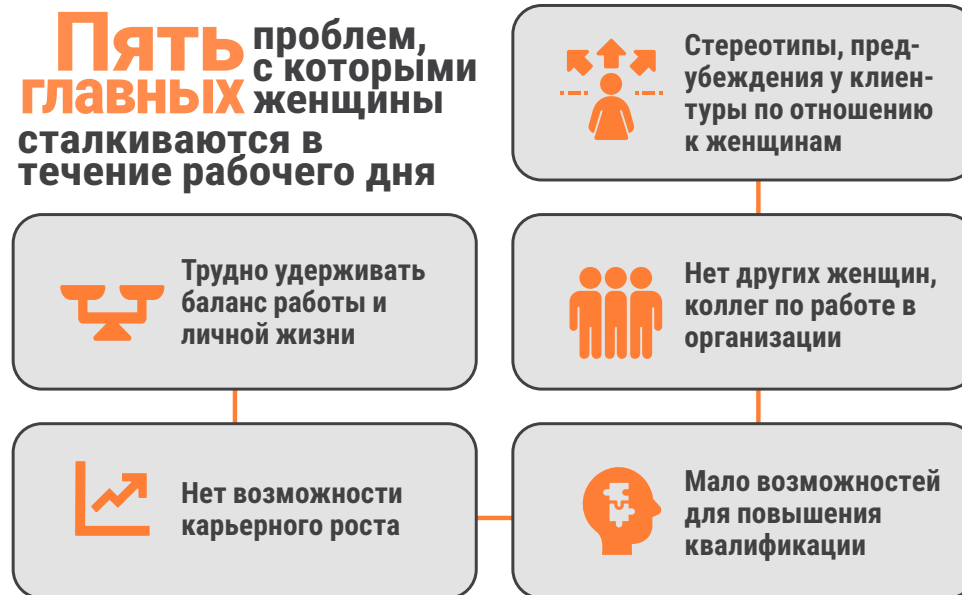 Пять проблем,
главных с которыми
женщины
сталкиваются в
течение рабочего дня
Трудно удерживать
баланс работы и
личной жизни
Нет возможности
карьерного роста
Мало возможностей
для повышения
квалификации
Нет других женщин,
коллег по работе в
организации
Стереотипы, пред-
убеждения у клиен-
туры по отношению
к женщинам